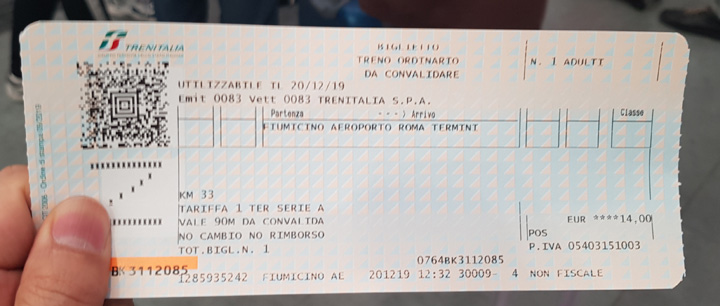 TRENITALIA
BIGLIETTO
TRENO ORDINARIO
DA CONVALIDARE
N. 1 ADULTI
UTILIZZABILE IL 20/12/19
Emit 0083 Vett 0083 TRENITALIA S.P.A.
Partenza ---) Arrivo Classe
FIUMICINO AEROPORTO ROMA TERMINI
KM 33
TARIFFA 1 TER SERIE A
VALE 90M DA CONVALIDA
NO CAMBIO NO RIMBORSO
TOT.BIGL.N. 1
EUR ****14,00
POS
P.IVA 05403151003
0764BK3112085
BK3112085
1285935242 FIUMICINO AE 201219 12:32 30009- 4 NON FISCALE